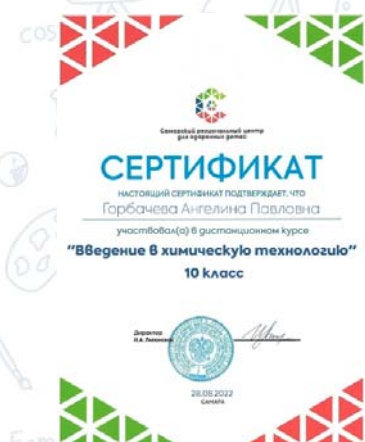 cos
Самарский региональный центр
для одаренных детей
СЕРТИФИКАТ
НАСТОЯЩИЙ СЕРТИФИКАТ ПОДТВЕРЖДАЕТ, ЧТО
Горбачева Ангелина Павловна
участвовал(а) в дистанционном курсе
"Введение в химическую технологию"
10 класс
Директор
28.08.2022
САМАРА